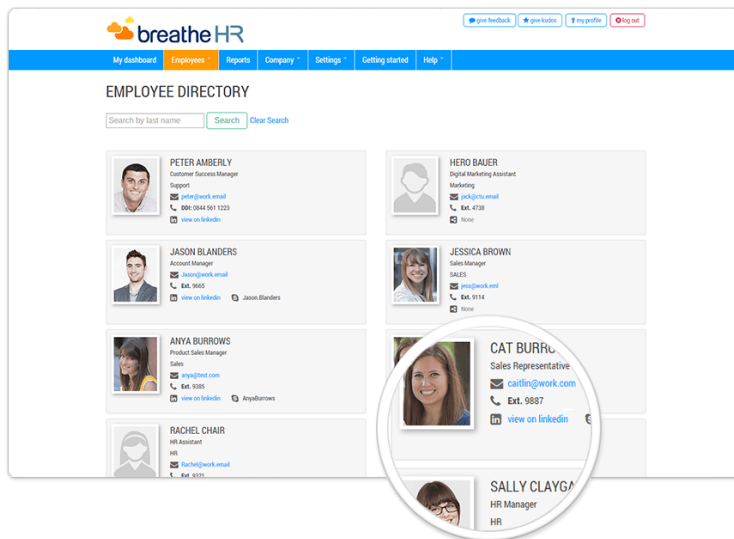 breatheHR
give feedback give kudos my profile log out
My dashboard Employees Reports Company Settings Getting started Help
EMPLOYEE DIRECTORY
Search by last name Search Clear Search
PETER AMBERLY
Customer Success Manager
Support
peter@work.email
DDI: 0844 561 1223
view on linkedin
HERO BAUER
Digital Marketing Assistant
Marketing
jack@ctu.email
Ext. 4738
None
JASON BLANDERS
Account Manager
Jason@work.email
Ext. 9665
view on linkedin Jason.Blanders
JESSICA BROWN
Sales Manager
SALES
Ext. 9114
None
ANYA BURROWS
Product Sales Manager
Sales
anya@text.com
Ext. 9385
view on linkedin AnyaBurrows
CAT
Sales Representative
caitlin@work.com
Ext. 9887
view on linkedin
RACHEL CHAIR
HR Assistant
HR
Rachel@work.email
Ext. 9321
SALLY
HR Manager
HR